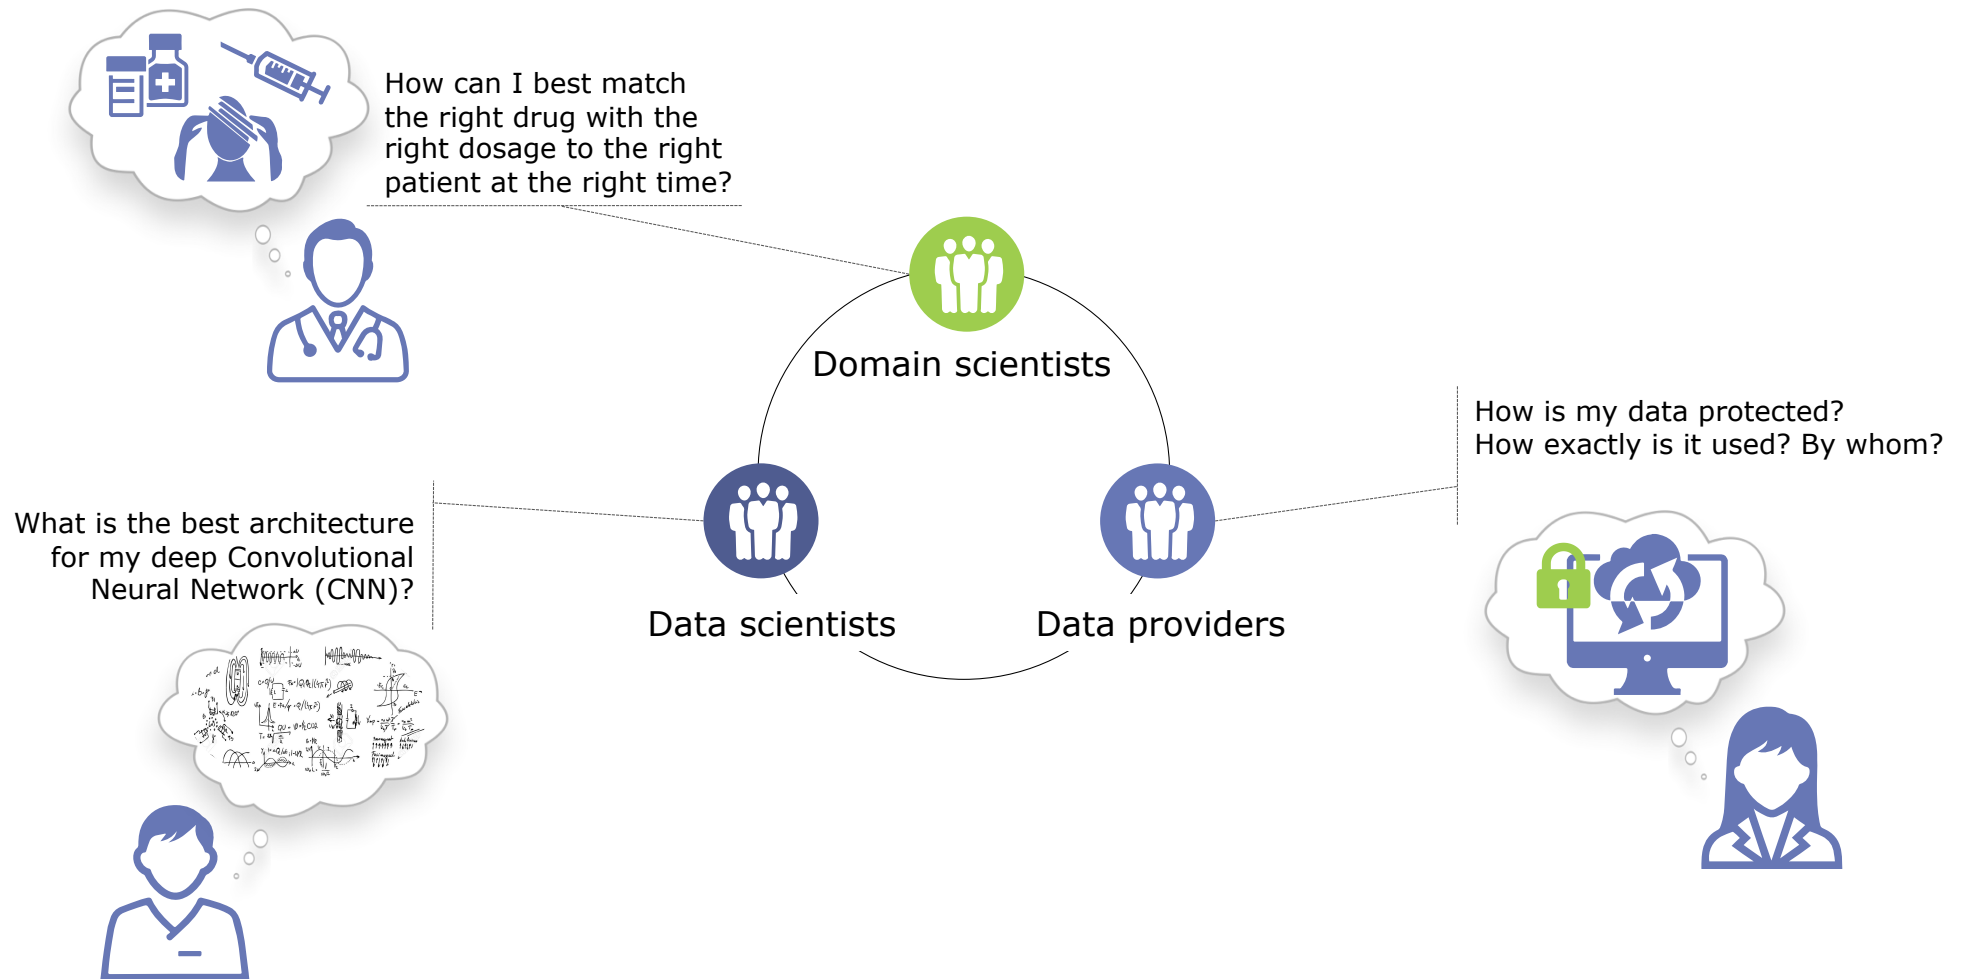 How can I best match
the right drug with the
right dosage to the right
patient at the right time?
Domain scientists
How is my data protected?
How exactly is it used? By whom?
What is the best architecture
for my deep Convolutional
Neural Network (CNN)?
Data scientists
Data providers